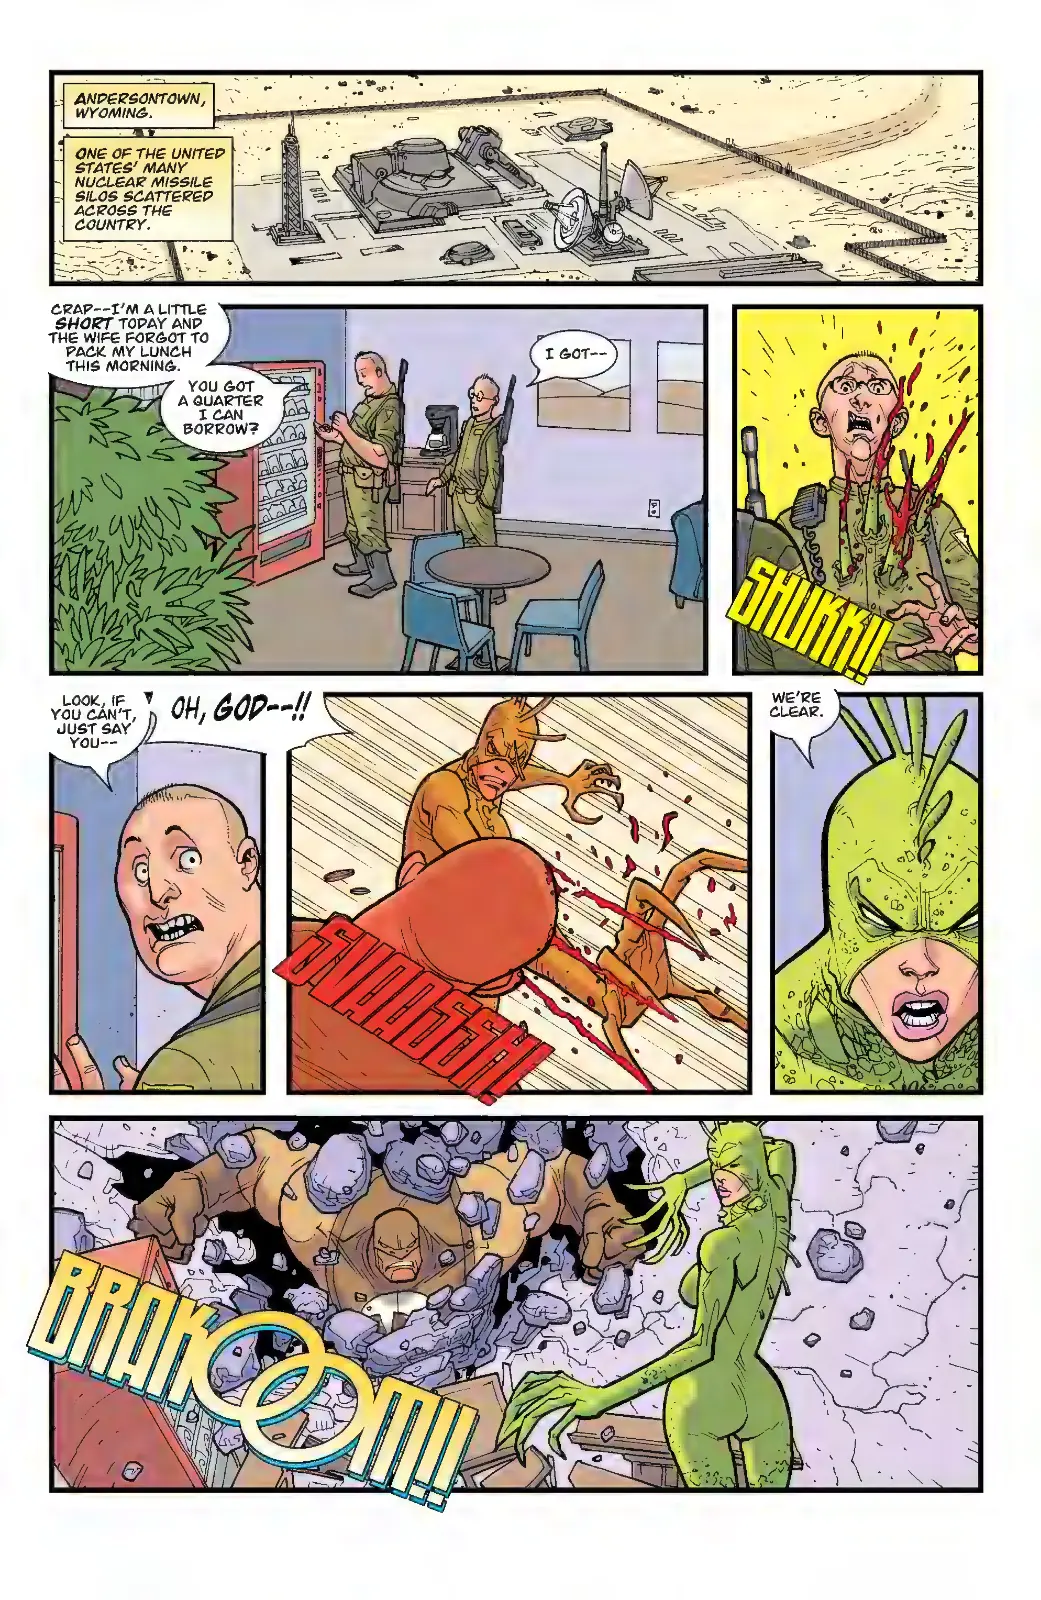 ANDERSONTOWN,
WYOMING.
ONE OF THE UNITED
STATES' MANY
NUCLEAR MISSILE
SILOS SCATTERED
ACROSS THE
COUNTRY.
CRAP--I'M A LITTLE
SHORT TODAY AND
THE WIFE FORGOT TO
PACK MY LUNCH
THIS MORNING.
YOU GOT
A QUARTER
I CAN
BORROW?
I GOT--
SHUKK!!
LOOK, IF
YOU CAN'T,
JUST SAY
YOU--
OH, GOD--!!
WE'RE
CLEAR.
BRAKOOOM!!